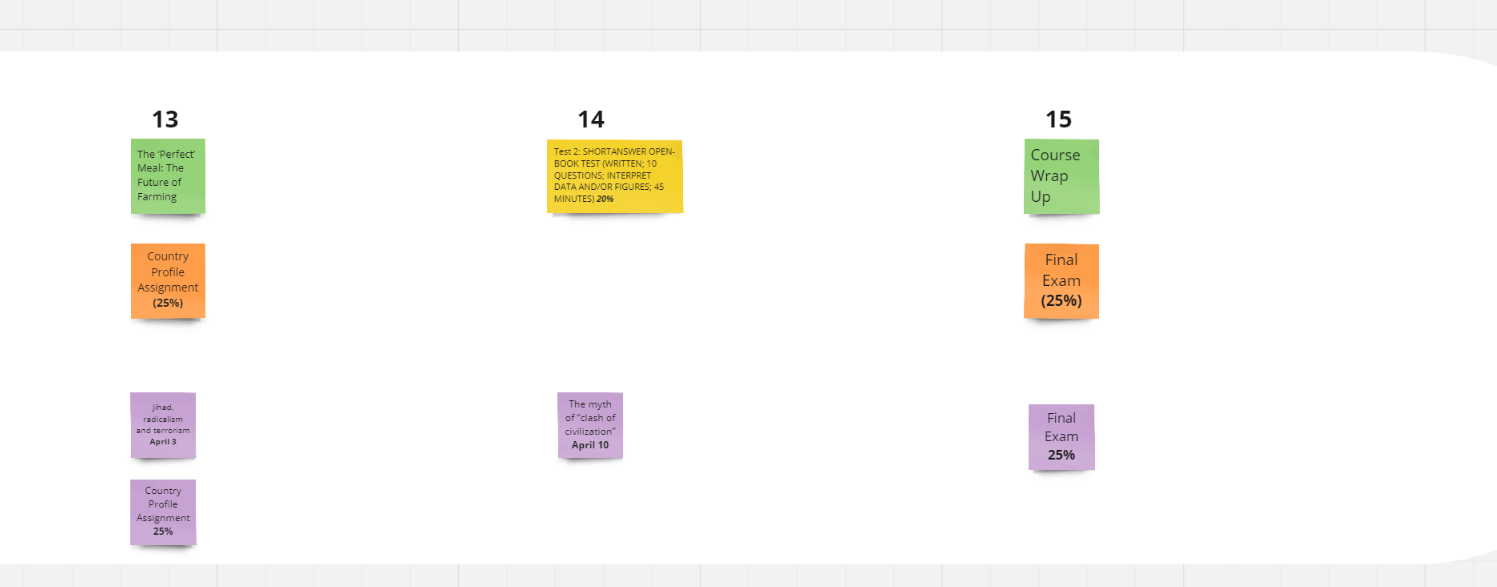 13
The ‘Perfect’
Meal: The
Future of
Farming
Country
Profile
Assignment
(25%)
Jihad,
radicalism
and terrorism
April 3
Country
Profile
Assignment
25%
14
Test 2: SHORTANSWER OPEN-
BOOK TEST (WRITTEN; 10
QUESTIONS; INTERPRET
DATA AND/OR FIGURES; 45
MINUTES) 20%
The myth
of “clash of
civilization”
April 10
15
Course
Wrap
Up
Final
Exam
(25%)
Final
Exam
25%